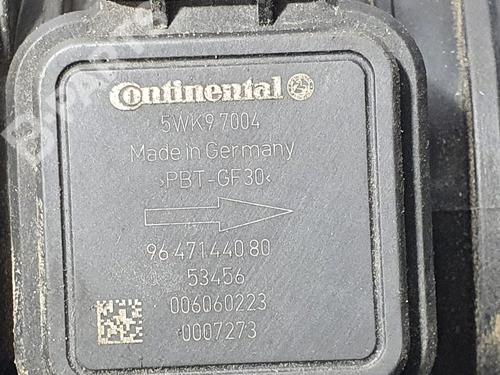 Continental
5WK9 7004
Made in Germany
>PBT-GF30<
96 471440 80
53456
006060223
0007273